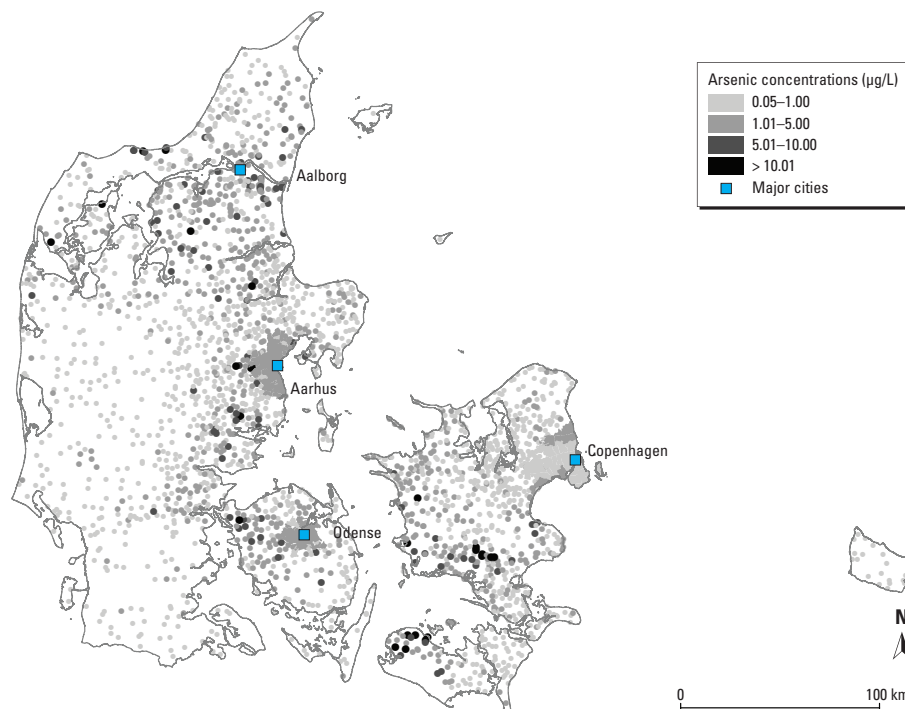 Arsenic concentrations (µg/L)
0.05–1.00
1.01–5.00
5.01–10.00
> 10.01
Major cities
Aalborg
Aarhus
Copenhagen
Odense
N
0 100 km